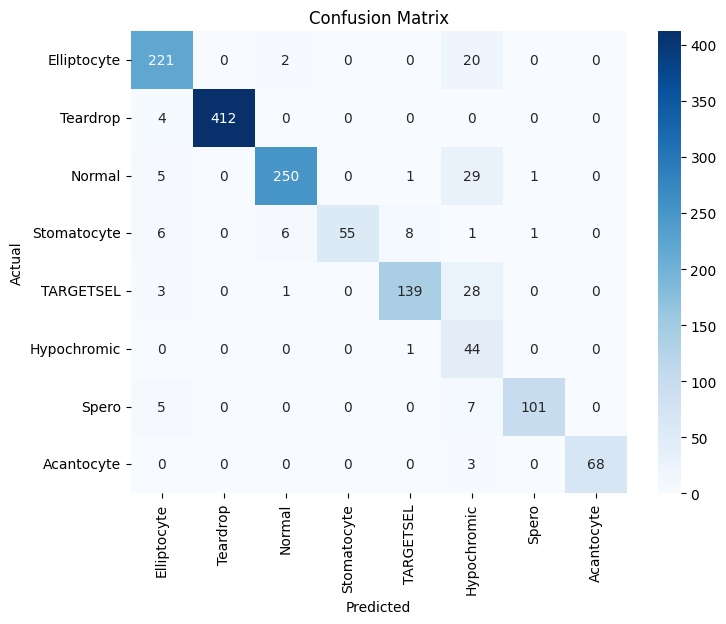 Confusion Matrix
Actual
Elliptocyte 221 0 2 0 0 20 0 0
Teardrop 4 412 0 0 0 0 0 0
Normal 5 0 250 0 1 29 1 0
Stomatocyte 6 0 6 55 8 1 1 0
TARGETSEL 3 0 1 0 139 28 0 0
Hypochromic 0 0 0 0 1 44 0 0
Spero 5 0 0 0 0 7 101 0
Acantocyte 0 0 0 0 0 3 0 68
Elliptocyte Teardrop Normal Stomatocyte TARGETSEL Hypochromic Spero Acantocyte
Predicted
400
350
300
250
200
150
100
50
0